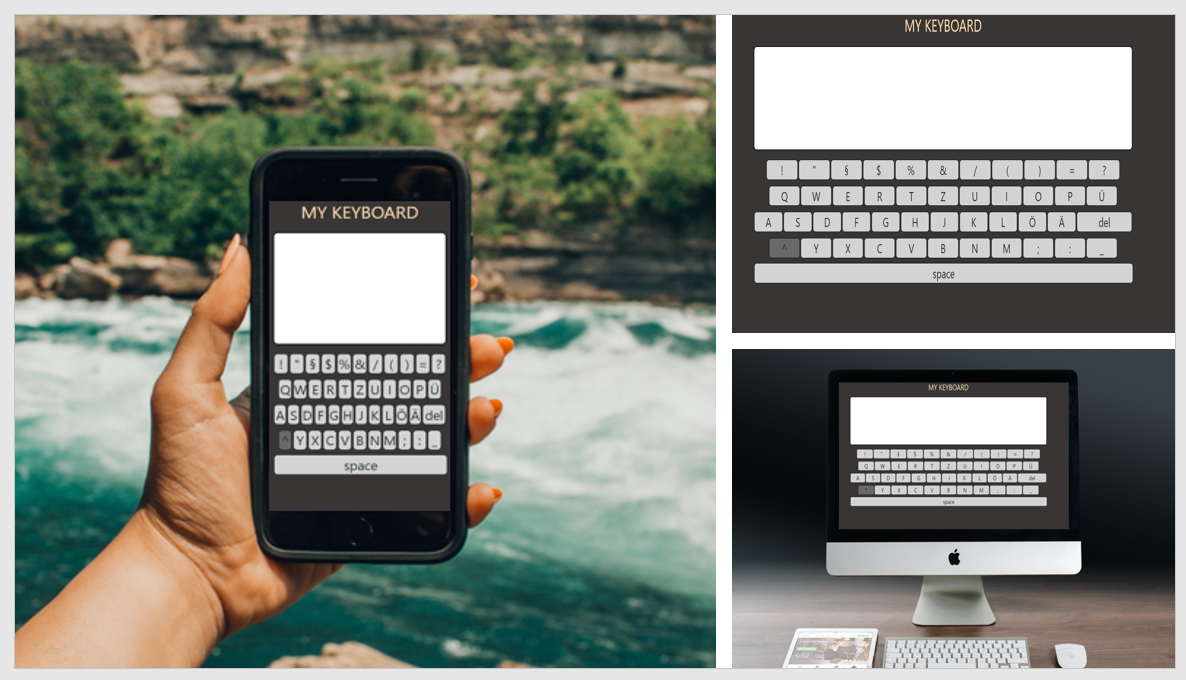 MY KEYBOARD
! " § $ % & / ( ) = ?
Q W E R T Z U I O P Ü
A S D F G H J K L Ö Ä del
^ Y X C V B N M ; : _
space
MY KEYBOARD
! " § $ % & / ( ) = ?
Q W E R T Z U I O P Ü
A S D F G H J K L Ö Ä del
^ Y X C V B N M ; : _
space
MY KEYBOARD
! " § $ % & / ( ) = ?
Q W E R T Z U I O P Ü
A S D F G H J K L Ö Ä del
Y X C V B N M
space